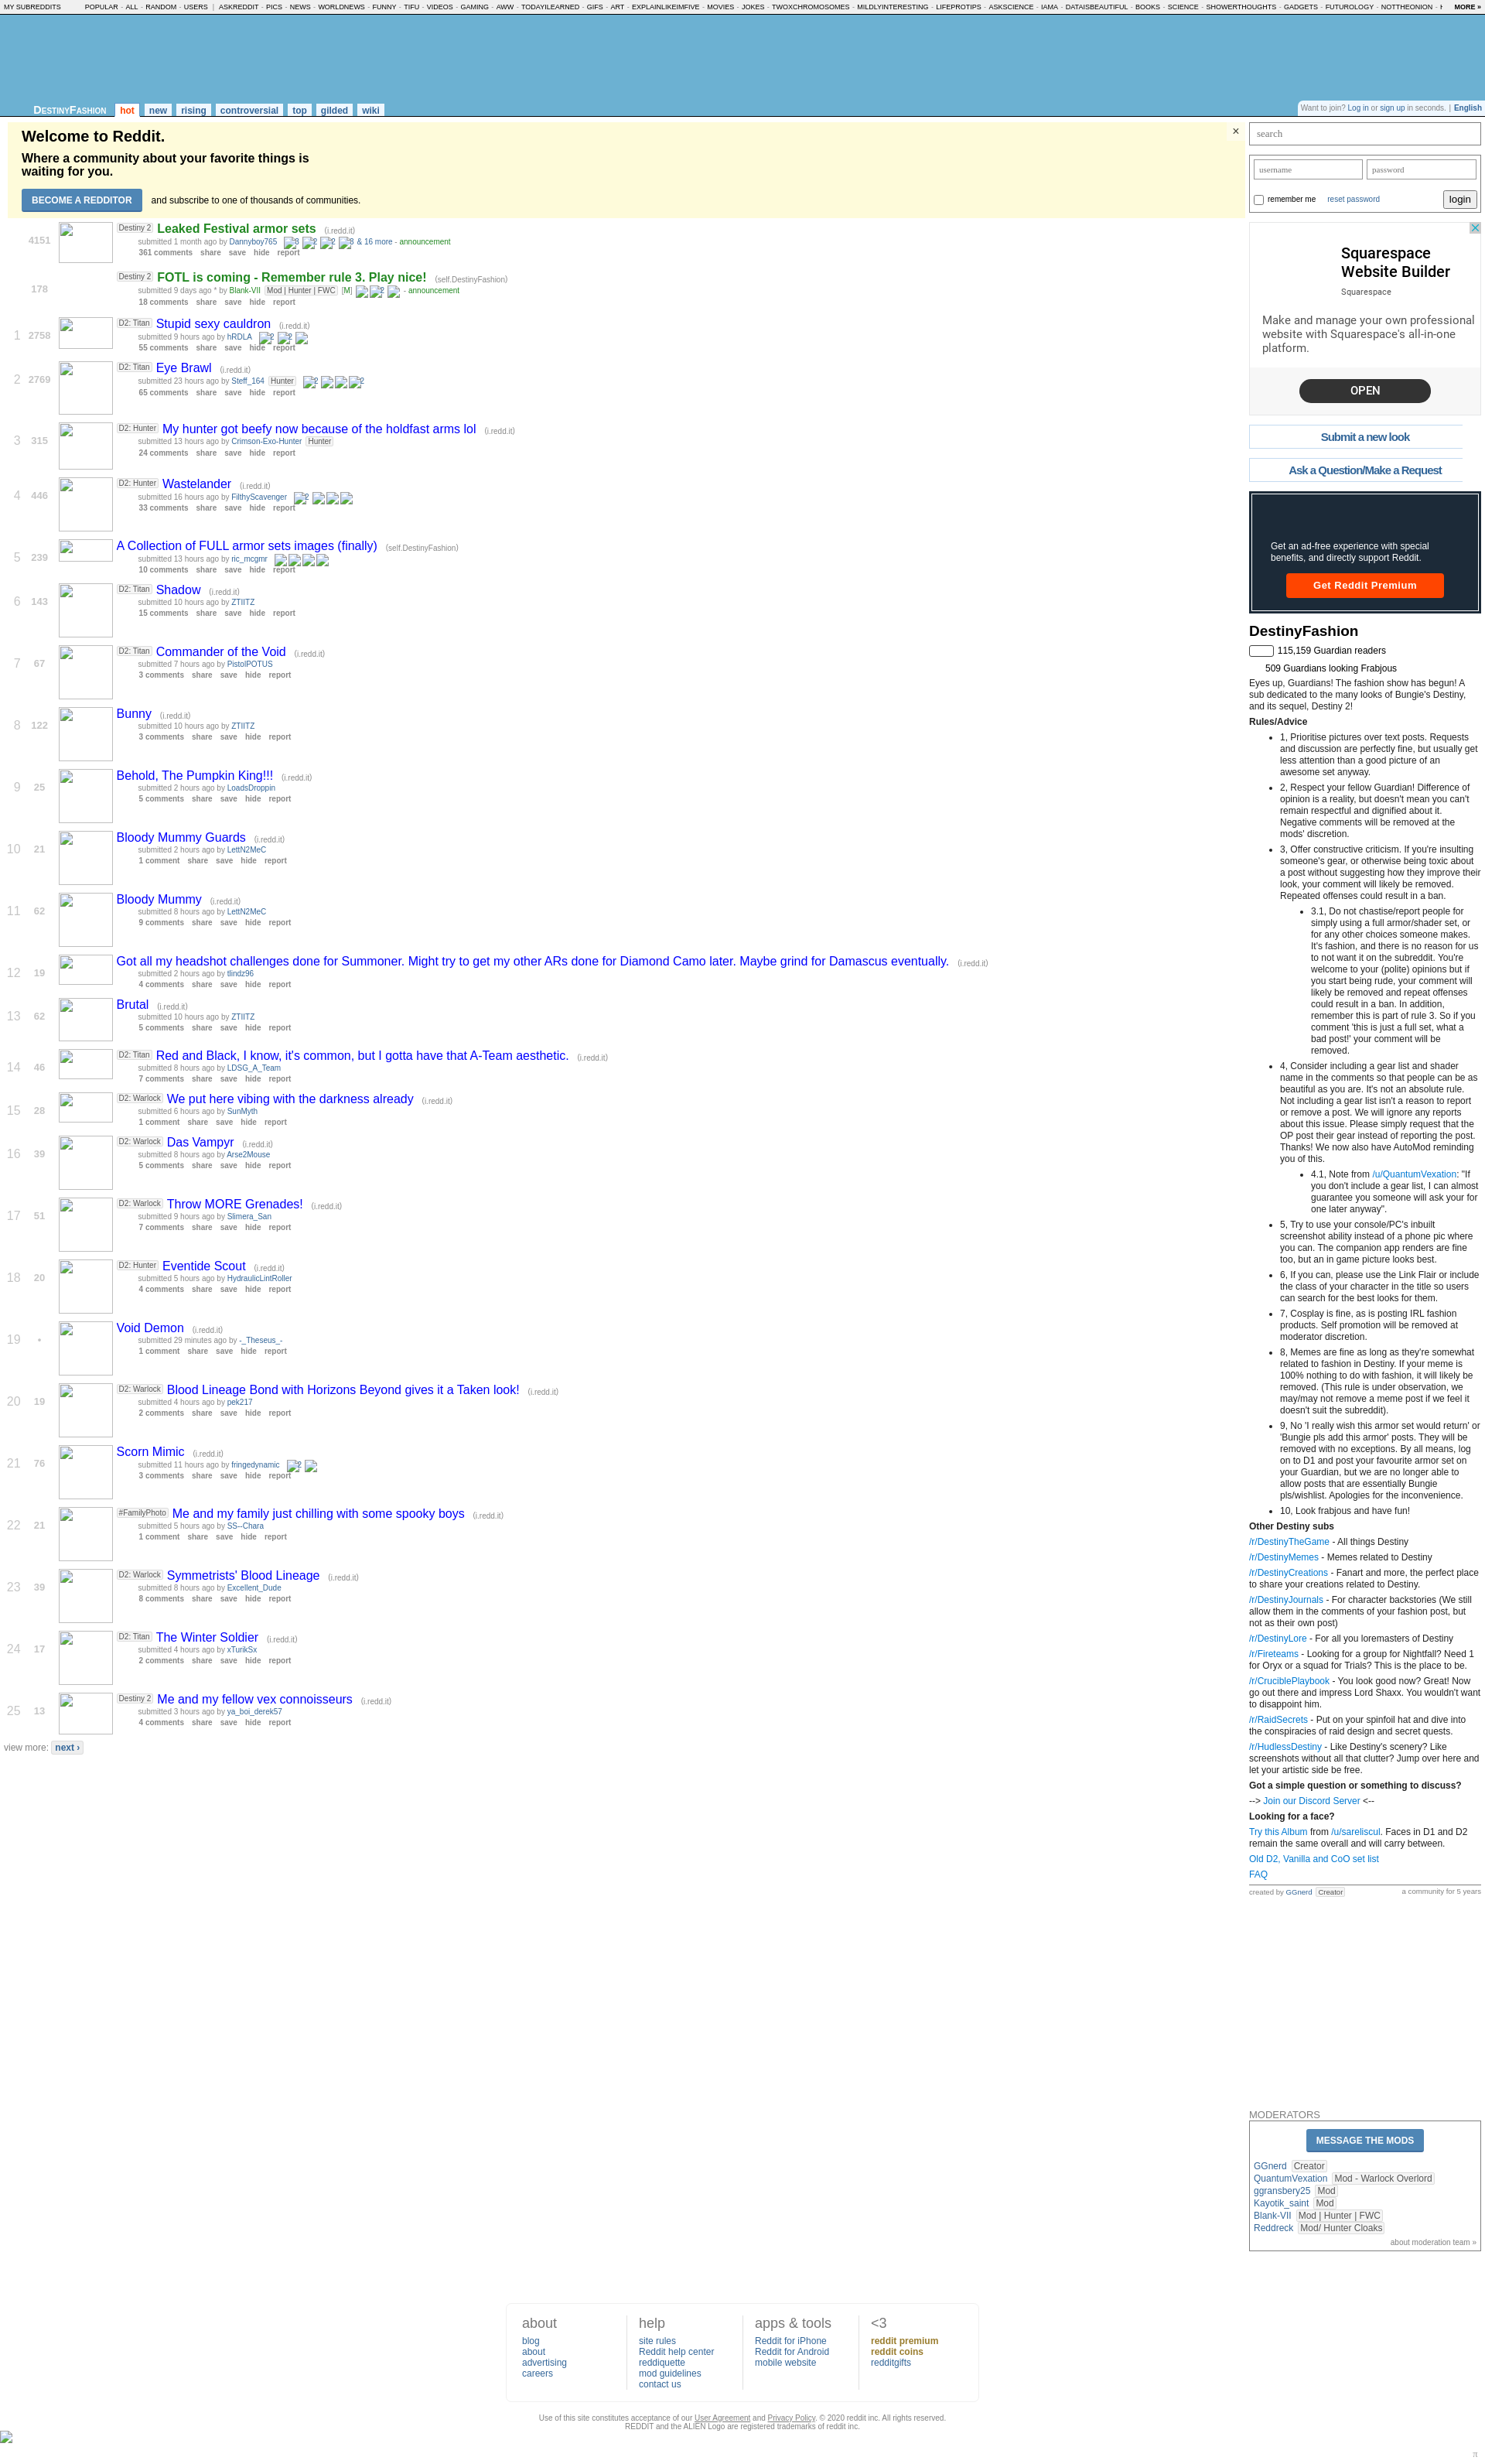 MY SUBREDDITS POPULAR - ALL - RANDOM - USERS | ASKREDDIT - PICS - NEWS - WORLDNEWS - FUNNY - TIFU - VIDEOS - GAMING - AWW - TODAYILEARNED - GIFS - ART - EXPLAINLIKEIMFIVE - MOVIES - JOKES - TWOXCHROMOSOMES - MILDLYINTERESTING - LIFEPROTIPS - ASKSCIENCE - IAMA - DATAISBEAUTIFUL - BOOKS - SCIENCE - SHOWERTHOUGHTS - GADGETS - FUTUROLOGY - NOTTHEONION - MORE »
DestinyFashion hot new rising controversial top gilded wiki
Want to join? Log in or sign up in seconds. | English
Welcome to Reddit.
Where a community about your favorite things is
waiting for you.
BECOME A REDDITOR and subscribe to one of thousands of communities.
×
4151
Destiny 2 Leaked Festival armor sets (i.redd.it)
submitted 1 month ago by Dannyboy765 3 2 2 3 & 16 more - announcement
361 comments share save hide report
178
Destiny 2 FOTL is coming - Remember rule 3. Play nice! (self.DestinyFashion)
submitted 9 days ago * by Blank-VII Mod | Hunter | FWC [M] 2 - announcement
18 comments share save hide report
1 2758
D2: Titan Stupid sexy cauldron (i.redd.it)
submitted 9 hours ago by hRDLA 2 2
55 comments share save hide report
2 2769
D2: Titan Eye Brawl (i.redd.it)
submitted 23 hours ago by Steff_164 Hunter 2 2
65 comments share save hide report
3 315
D2: Hunter My hunter got beefy now because of the holdfast arms lol (i.redd.it)
submitted 13 hours ago by Crimson-Exo-Hunter Hunter
24 comments share save hide report
4 446
D2: Hunter Wastelander (i.redd.it)
submitted 16 hours ago by FilthyScavenger 2
33 comments share save hide report
5 239
A Collection of FULL armor sets images (finally) (self.DestinyFashion)
submitted 13 hours ago by ric_mcgmr
10 comments share save hide report
6 143
D2: Titan Shadow (i.redd.it)
submitted 10 hours ago by ZTIITZ
15 comments share save hide report
7 67
D2: Titan Commander of the Void (i.redd.it)
submitted 7 hours ago by PistolPOTUS
3 comments share save hide report
8 122
Bunny (i.redd.it)
submitted 10 hours ago by ZTIITZ
3 comments share save hide report
9 25
Behold, The Pumpkin King!!! (i.redd.it)
submitted 2 hours ago by LoadsDroppin
5 comments share save hide report
10 21
Bloody Mummy Guards (i.redd.it)
submitted 2 hours ago by LettN2MeC
1 comment share save hide report
11 62
Bloody Mummy (i.redd.it)
submitted 8 hours ago by LettN2MeC
9 comments share save hide report
12 19
Got all my headshot challenges done for Summoner. Might try to get my other ARs done for Diamond Camo later. Maybe grind for Damascus eventually. (i.redd.it)
submitted 2 hours ago by tlindz96
4 comments share save hide report
13 62
Brutal (i.redd.it)
submitted 10 hours ago by ZTIITZ
5 comments share save hide report
14 46
D2: Titan Red and Black, I know, it's common, but I gotta have that A-Team aesthetic. (i.redd.it)
submitted 8 hours ago by LDSG_A_Team
7 comments share save hide report
15 28
D2: Warlock We put here vibing with the darkness already (i.redd.it)
submitted 6 hours ago by SunMyth
1 comment share save hide report
16 39
D2: Warlock Das Vampyr (i.redd.it)
submitted 8 hours ago by Arse2Mouse
5 comments share save hide report
17 51
D2: Warlock Throw MORE Grenades! (i.redd.it)
submitted 9 hours ago by Slimera_San
7 comments share save hide report
18 20
D2: Hunter Eventide Scout (i.redd.it)
submitted 5 hours ago by HydraulicLintRoller
4 comments share save hide report
19 •
Void Demon (i.redd.it)
submitted 29 minutes ago by -_Theseus_-
1 comment share save hide report
20 19
D2: Warlock Blood Lineage Bond with Horizons Beyond gives it a Taken look! (i.redd.it)
submitted 4 hours ago by pek217
2 comments share save hide report
21 76
Scorn Mimic (i.redd.it)
submitted 11 hours ago by fringedynamic 2
3 comments share save hide report
22 21
#FamilyPhoto Me and my family just chilling with some spooky boys (i.redd.it)
submitted 5 hours ago by SS--Chara
1 comment share save hide report
23 39
D2: Warlock Symmetrists' Blood Lineage (i.redd.it)
submitted 8 hours ago by Excellent_Dude
8 comments share save hide report
24 17
D2: Titan The Winter Soldier (i.redd.it)
submitted 4 hours ago by xTurikSx
2 comments share save hide report
25 13
Destiny 2 Me and my fellow vex connoisseurs (i.redd.it)
submitted 3 hours ago by ya_boi_derek57
4 comments share save hide report
view more: next ›
search
username password
remember me reset password login
Squarespace
Website Builder
Squarespace
Make and manage your own professional
website with Squarespace's all-in-one
platform.
OPEN
Submit a new look
Ask a Question/Make a Request
Get an ad-free experience with special
benefits, and directly support Reddit.
Get Reddit Premium
DestinyFashion
115,159 Guardian readers
509 Guardians looking Frabjous
Eyes up, Guardians! The fashion show has begun! A
sub dedicated to the many looks of Bungie's Destiny,
and its sequel, Destiny 2!
Rules/Advice
• 1, Prioritise pictures over text posts. Requests
and discussion are perfectly fine, but usually get
less attention than a good picture of an
awesome set anyway.
• 2, Respect your fellow Guardian! Difference of
opinion is a reality, but doesn't mean you can't
remain respectful and dignified about it.
Negative comments will be removed at the
mods' discretion.
• 3, Offer constructive criticism. If you're insulting
someone's gear, or otherwise being toxic about
a post without suggesting how they improve their
look, your comment will likely be removed.
Repeated offenses could result in a ban.
• 3.1, Do not chastise/report people for
simply using a full armor/shader set, or
for any other choices someone makes.
It's fashion, and there is no reason for us
to not want it on the subreddit. You're
welcome to your (polite) opinions but if
you start being rude, your comment will
likely be removed and repeat offenses
could result in a ban. In addition,
remember this is part of rule 3. So if you
comment 'this is just a full set, what a
bad post!' your comment will be
removed.
• 4, Consider including a gear list and shader
name in the comments so that people can be as
beautiful as you are. It's not an absolute rule.
Not including a gear list isn't a reason to report
or remove a post. We will ignore any reports
about this issue. Please simply request that the
OP post their gear instead of reporting the post.
Thanks! We now also have AutoMod reminding
you of this.
• 4.1, Note from /u/QuantumVexation: "If
you don't include a gear list, I can almost
guarantee you someone will ask your for
one later anyway".
• 5, Try to use your console/PC's inbuilt
screenshot ability instead of a phone pic where
you can. The companion app renders are fine
too, but an in game picture looks best.
• 6, If you can, please use the Link Flair or include
the class of your character in the title so users
can search for the best looks for them.
• 7, Cosplay is fine, as is posting IRL fashion
products. Self promotion will be removed at
moderator discretion.
• 8, Memes are fine as long as they're somewhat
related to fashion in Destiny. If your meme is
100% nothing to do with fashion, it will likely be
removed. (This rule is under observation, we
may/may not remove a meme post if we feel it
doesn't suit the subreddit).
• 9, No 'I really wish this armor set would return' or
'Bungie pls add this armor' posts. They will be
removed with no exceptions. By all means, log
on to D1 and post your favourite armor set on
your Guardian, but we are no longer able to
allow posts that are essentially Bungie
pls/wishlist. Apologies for the inconvenience.
• 10, Look frabjous and have fun!
Other Destiny subs
/r/DestinyTheGame - All things Destiny
/r/DestinyMemes - Memes related to Destiny
/r/DestinyCreations - Fanart and more, the perfect place
to share your creations related to Destiny.
/r/DestinyJournals - For character backstories (We still
allow them in the comments of your fashion post, but
not as their own post)
/r/DestinyLore - For all you loremasters of Destiny
/r/Fireteams - Looking for a group for Nightfall? Need 1
for Oryx or a squad for Trials? This is the place to be.
/r/CruciblePlaybook - You look good now? Great! Now
go out there and impress Lord Shaxx. You wouldn't want
to disappoint him.
/r/RaidSecrets - Put on your spinfoil hat and dive into
the conspiracies of raid design and secret quests.
/r/HudlessDestiny - Like Destiny's scenery? Like
screenshots without all that clutter? Jump over here and
let your artistic side be free.
Got a simple question or something to discuss?
--> Join our Discord Server <--
Looking for a face?
Try this Album from /u/sareliscul. Faces in D1 and D2
remain the same overall and will carry between.
Old D2, Vanilla and CoO set list
FAQ
created by GGnerd Creator a community for 5 years
MODERATORS
MESSAGE THE MODS
GGnerd Creator
QuantumVexation Mod - Warlock Overlord
ggransbery25 Mod
Kayotik_saint Mod
Blank-VII Mod | Hunter | FWC
Reddreck Mod/ Hunter Cloaks
about moderation team »
about
blog
about
advertising
careers
help
site rules
Reddit help center
reddiquette
mod guidelines
contact us
apps & tools
Reddit for iPhone
Reddit for Android
mobile website
<3
reddit premium
reddit coins
redditgifts
Use of this site constitutes acceptance of our User Agreement and Privacy Policy. © 2020 reddit inc. All rights reserved.
REDDIT and the ALIEN Logo are registered trademarks of reddit inc.
π